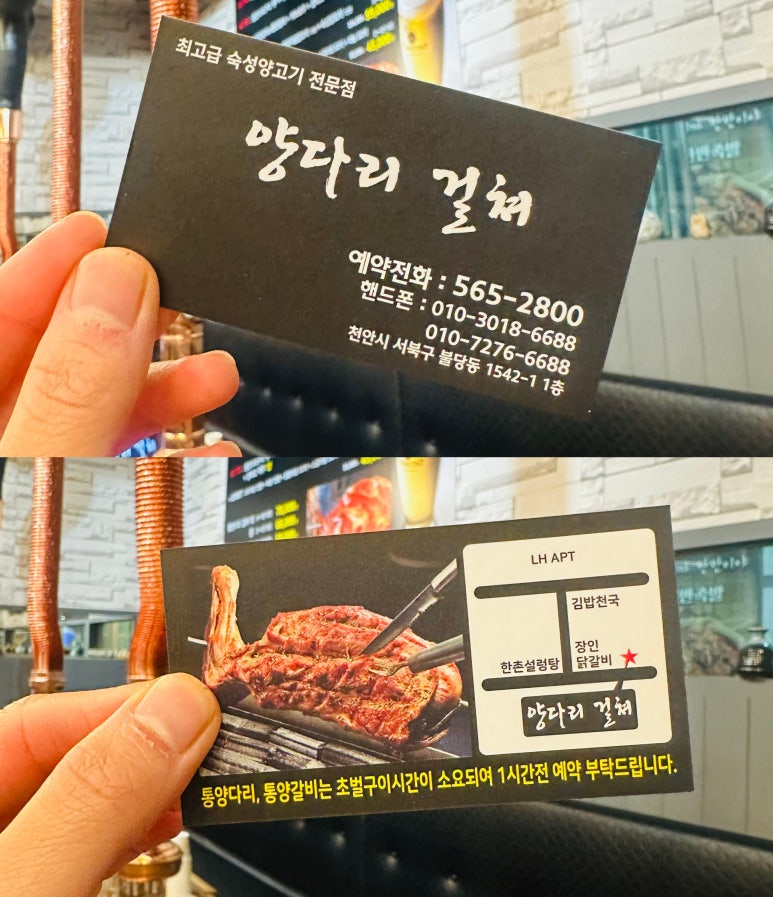 최고급 숙성양고기 전문점
양다리 걸쳐
예약전화 : 565-2800
핸드폰 : 010-3018-6688
010-7276-6688
천안시 서북구 불당동 1542-1 1층
LH APT
김밥천국
한촌설렁탕
장인
닭갈비
양다리 걸쳐
통양다리, 통양갈비는 초벌구이시간이 소요되여 1시간전 예약 부탁드립니다.